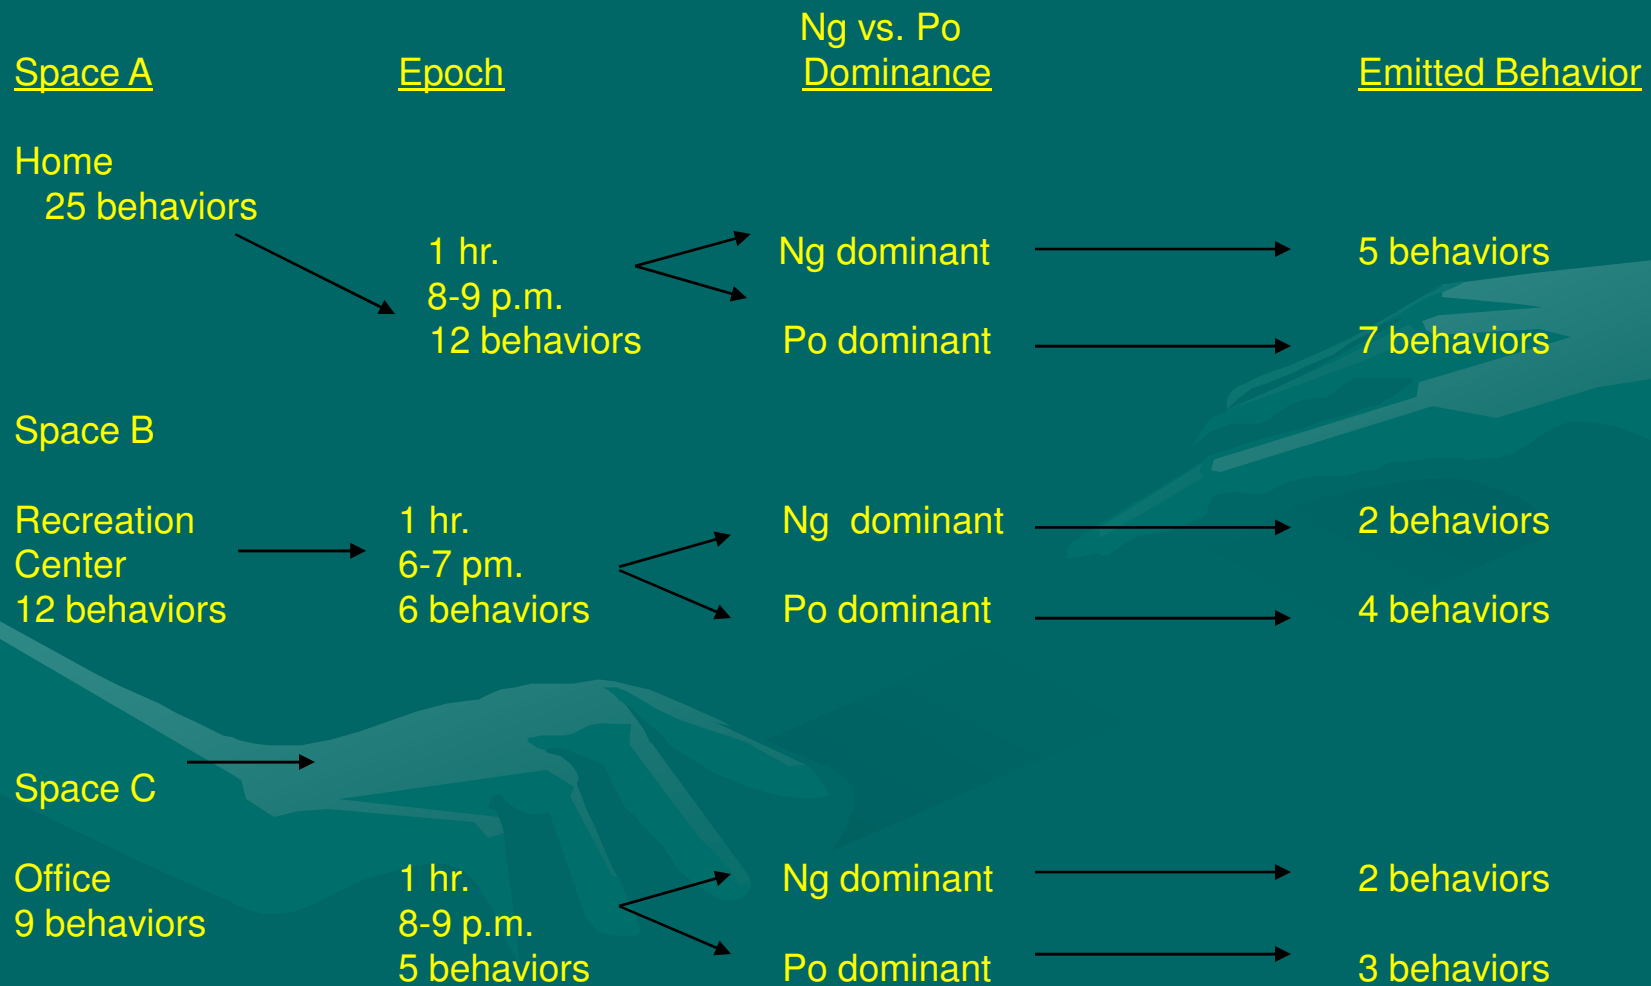 Ng vs. Po
Space A Epoch Dominance Emitted Behavior
Home
25 behaviors
1 hr. Ng dominant 5 behaviors
8-9 p.m.
12 behaviors Po dominant 7 behaviors
Space B
Recreation 1 hr. Ng dominant 2 behaviors
Center 6-7 pm.
12 behaviors 6 behaviors Po dominant 4 behaviors
Space C
Office 1 hr. Ng dominant 2 behaviors
9 behaviors 8-9 p.m.
5 behaviors Po dominant 3 behaviors